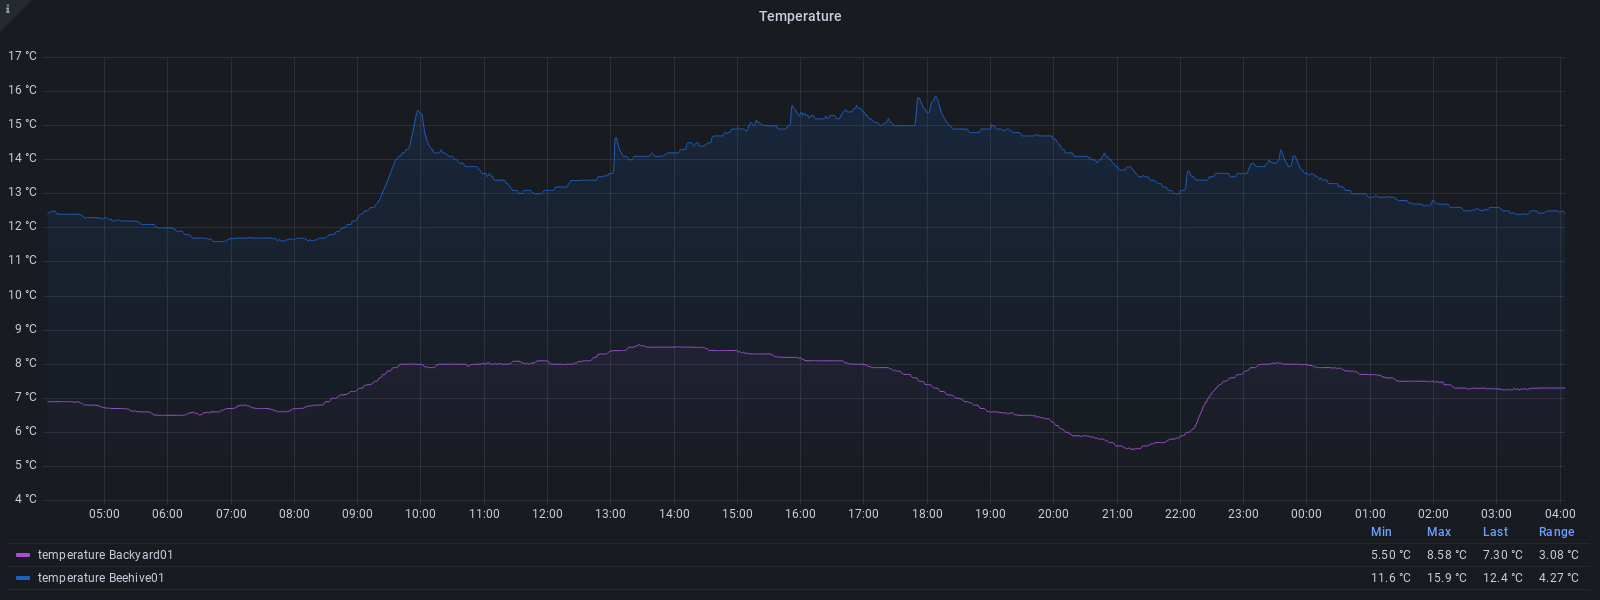 i
Temperature
17 °C
16 °C
15 °C
14 °C
13 °C
12 °C
11 °C
10 °C
9 °C
8 °C
7 °C
6 °C
5 °C
4 °C
05:00 06:00 07:00 08:00 09:00 10:00 11:00 12:00 13:00 14:00 15:00 16:00 17:00 18:00 19:00 20:00 21:00 22:00 23:00 00:00 01:00 02:00 03:00 04:00
Min Max Last Range
temperature Backyard01 5.50 °C 8.58 °C 7.30 °C 3.08 °C
temperature Beehive01 11.6 °C 15.9 °C 12.4 °C 4.27 °C